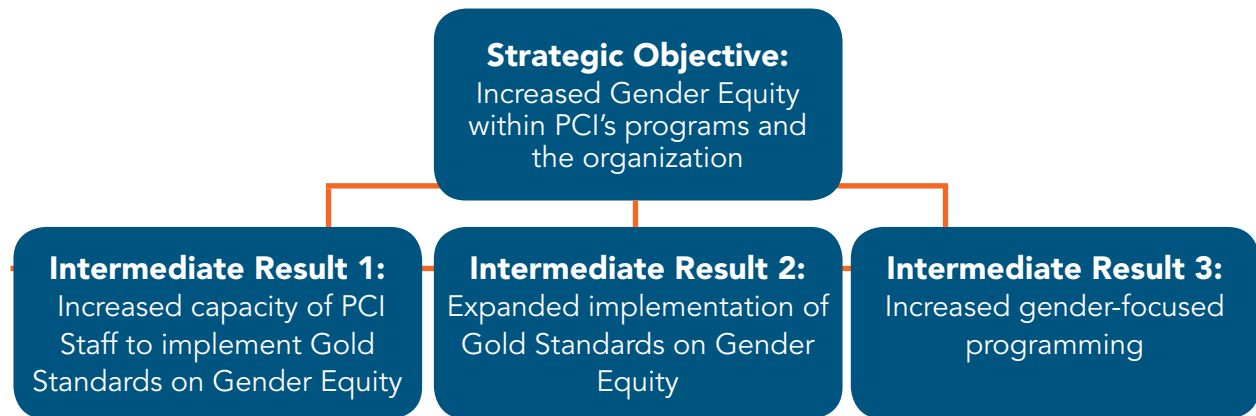 Strategic Objective:
Increased Gender Equity
within PCI's programs and
the organization
Intermediate Result 1:
Increased capacity of PCI
Staff to implement Gold
Standards on Gender Equity
Intermediate Result 2:
Expanded implementation of
Gold Standards on Gender
Equity
Intermediate Result 3:
Increased gender-focused
programming